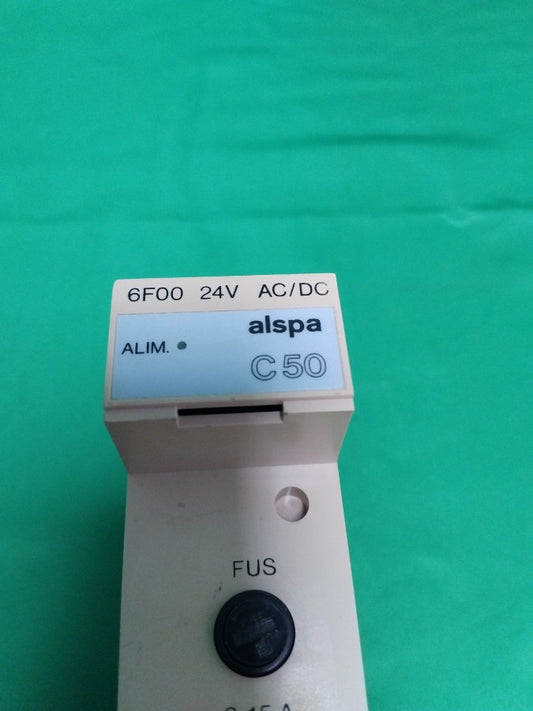 6F00 24V AC/DC
alspa
ALIM.
C50
FUS